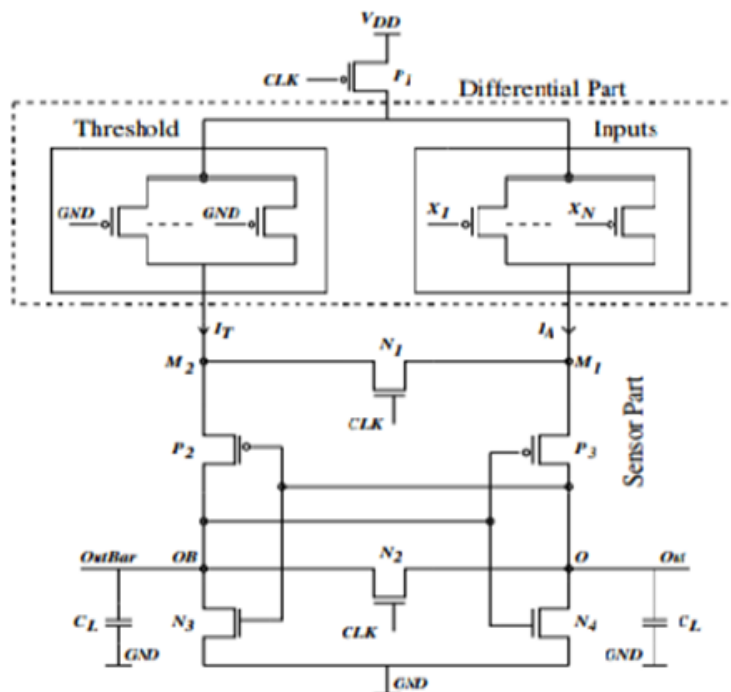 VDD
CLK P1
Differential Part
Threshold Inputs
GND GND X1 XN
IT IA
N1
M2 M1
CLK
P2 P3
Sensor Part
OutBar OB N2 O Out
CL N3 CLK N4 CL
GND GND
GND